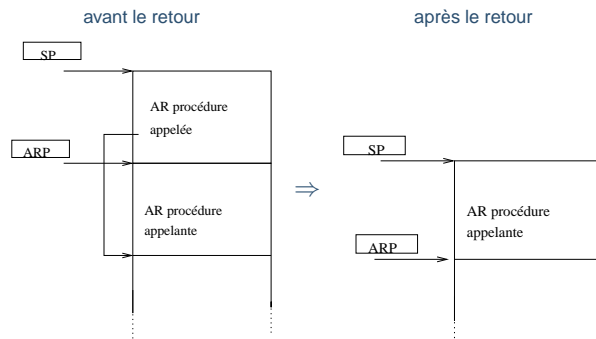 avant le retour
après le retour
SP
AR procédure
appelée
ARP
AR procédure
appelante
⇒
SP
AR procédure
appelante
ARP